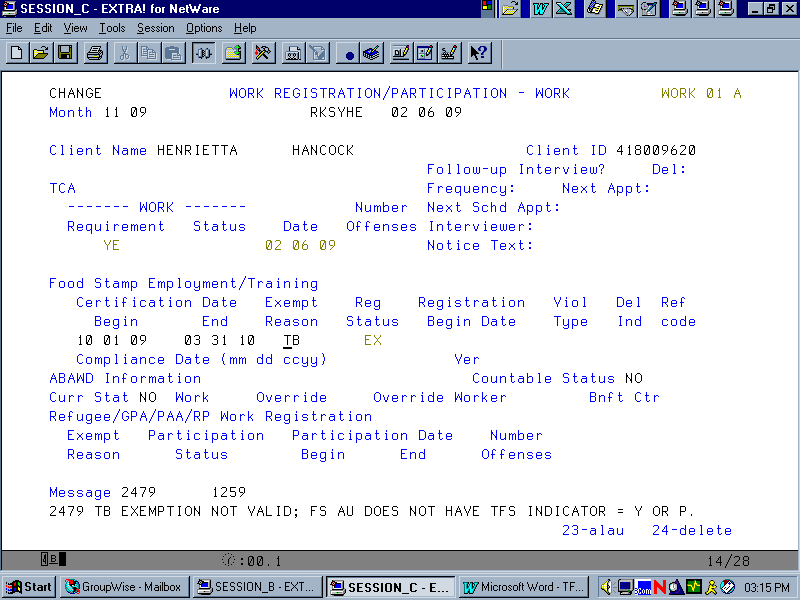 SESSION_C - EXTRA! for NetWare
File Edit View Tools Session Options Help
CHANGE WORK REGISTRATION/PARTICIPATION - WORK WORK 01 A
Month 11 09 RKSYHE 02 06 09
Client Name HENRIETTA HANCOCK Client ID 418009620
Follow-up Interview? Del:
TCA Frequency: Next Appt:
------- WORK ------- Number Next Schd Appt:
Requirement Status Date Offenses Interviewer:
YE 02 06 09 Notice Text:
Food Stamp Employment/Training
Certification Date Exempt Reg Registration Viol Del Ref
Begin End Reason Status Begin Date Type Ind code
10 01 09 03 31 10 TB EX
Compliance Date (mm dd ccyy) Ver
ABAWD Information Countable Status NO
Curr Stat NO Work Override Override Worker Bnft Ctr
Refugee/GPA/PAA/RP Work Registration
Exempt Participation Participation Date Number
Reason Status Begin End Offenses
Message 2479 1259
2479 TB EXEMPTION NOT VALID; FS AU DOES NOT HAVE TFS INDICATOR = Y OR P.
23-alau 24-delete
:00.1 14/28
Start GroupWise - Mailbox SESSION_B - EXT... SESSION_C - E... Microsoft Word - TF... 03:15 PM